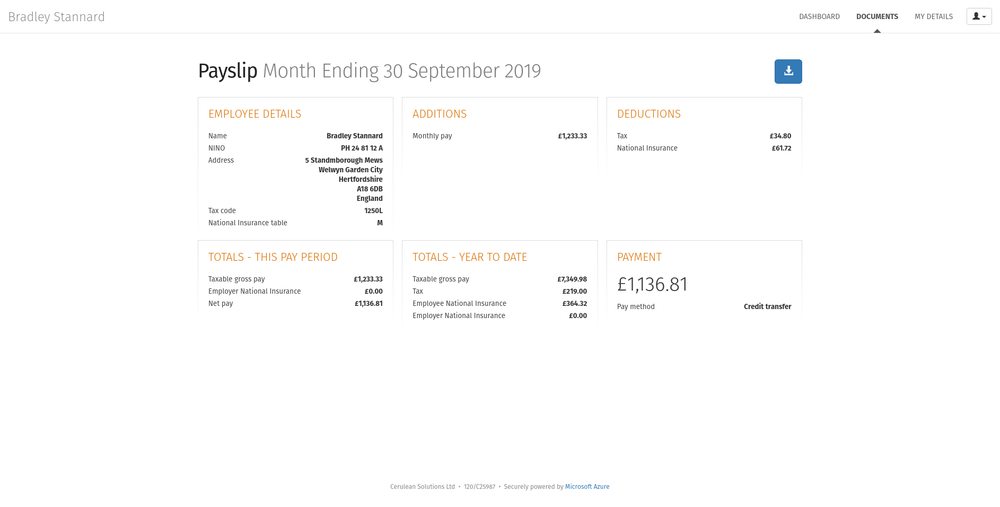 Bradley Stannard
DASHBOARD DOCUMENTS MY DETAILS
Payslip Month Ending 30 September 2019
EMPLOYEE DETAILS
Name Bradley Stannard
NINO PH 24 81 12 A
Address 5 Standmborough Mews
Welwyn Garden City
Hertfordshire
A18 6DB
England
Tax code 1250L
National Insurance table M
ADDITIONS
Monthly pay £1,233.33
DEDUCTIONS
Tax £34.80
National Insurance £61.72
TOTALS - THIS PAY PERIOD
Taxable gross pay £1,233.33
Employer National Insurance £0.00
Net pay £1,136.81
TOTALS - YEAR TO DATE
Taxable gross pay £7,349.98
Tax £219.00
Employee National Insurance £364.32
Employer National Insurance £0.00
PAYMENT
£1,136.81
Pay method Credit transfer
Cerulean Solutions Ltd • 120/CZ5987 • Securely powered by Microsoft Azure